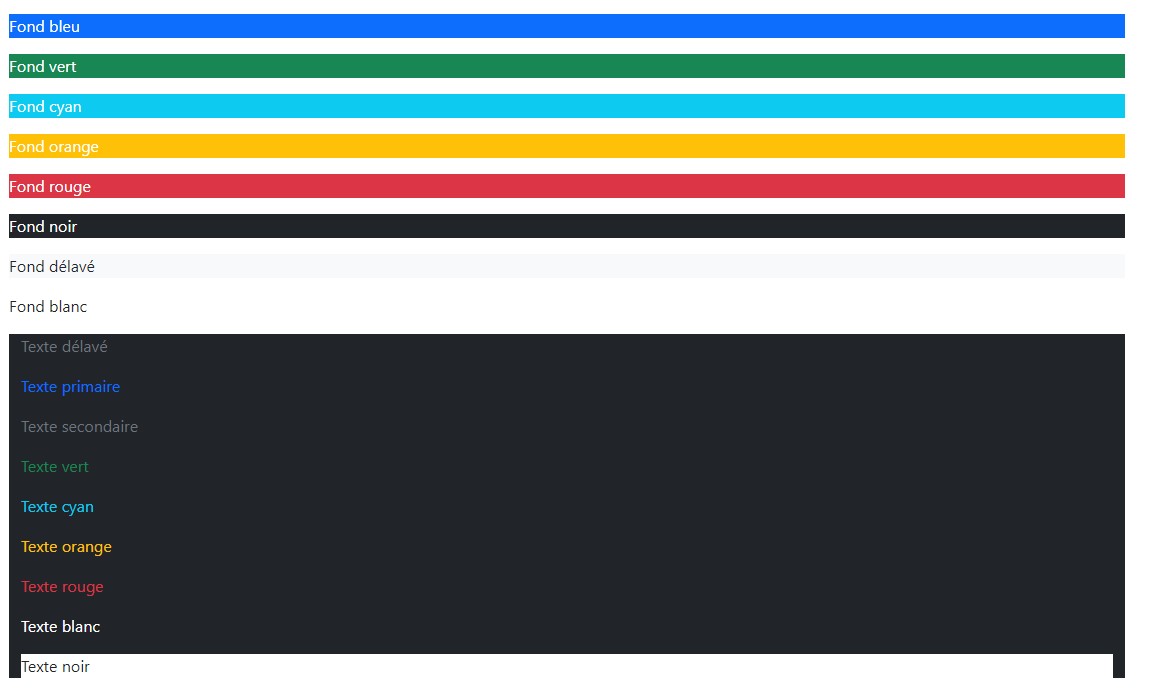 Fond bleu
Fond vert
Fond cyan
Fond orange
Fond rouge
Fond noir
Fond délavé
Fond blanc
Texte délavé
Texte primaire
Texte secondaire
Texte vert
Texte cyan
Texte orange
Texte rouge
Texte blanc
Texte noir